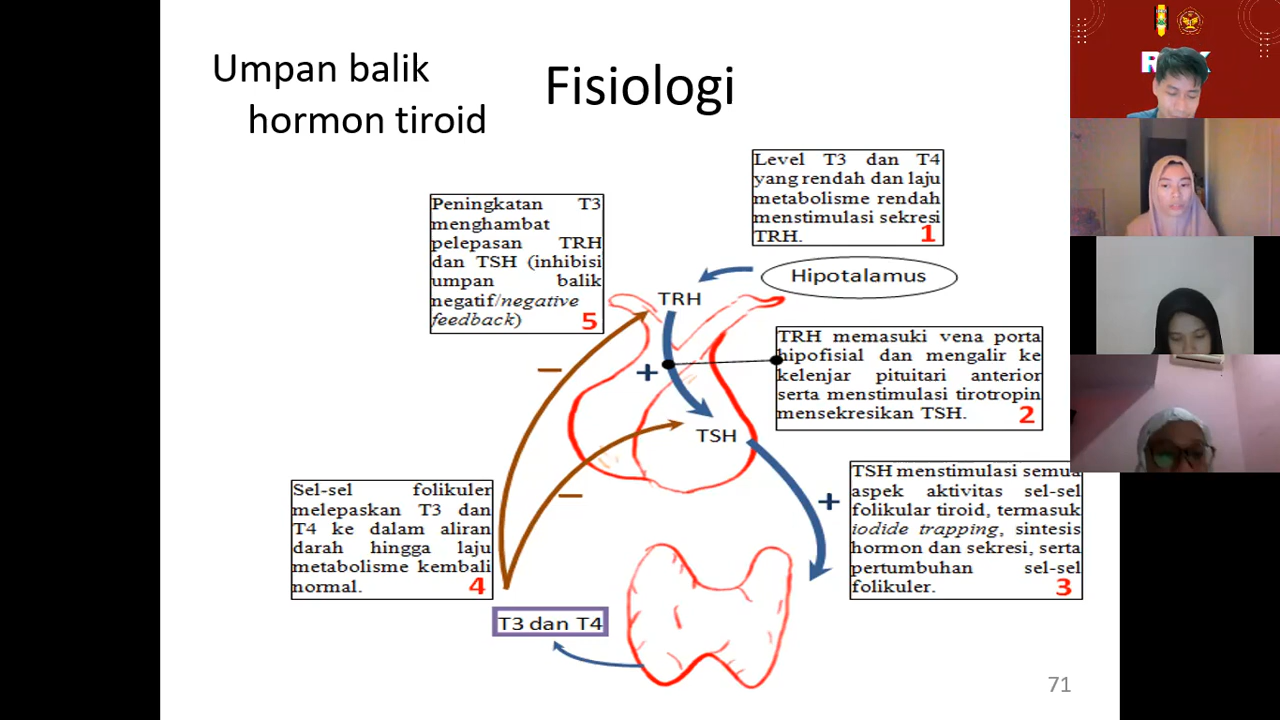 Umpan balik
hormon tiroid
Fisiologi
Level T3 dan T4
yang rendah dan laju
metabolisme rendah
menstimulasi sekresi
TRH.
1
Hipotalamus
TRH
TRH memasuki vena porta
hipofisial dan mengalir ke
kelenjar pituitari anterior
serta menstimulasi tirotropin
mensekresikan TSH.
2
+
TSH
TSH menstimulasi semua
aspek aktivitas sel-sel
folikular tiroid, termasuk
iodide trapping, sintesis
hormon dan sekresi, serta
pertumbuhan sel-sel
folikuler.
3
+
Sel-sel folikuler
melepaskan T3 dan
T4 ke dalam aliran
darah hingga laju
metabolisme kembali
normal.
4
T3 dan T4
Peningkatan T3
menghambat
pelepasan TRH
dan TSH (inhibisi
umpan balik
negatif/negative
feedback)
5
−
−
71